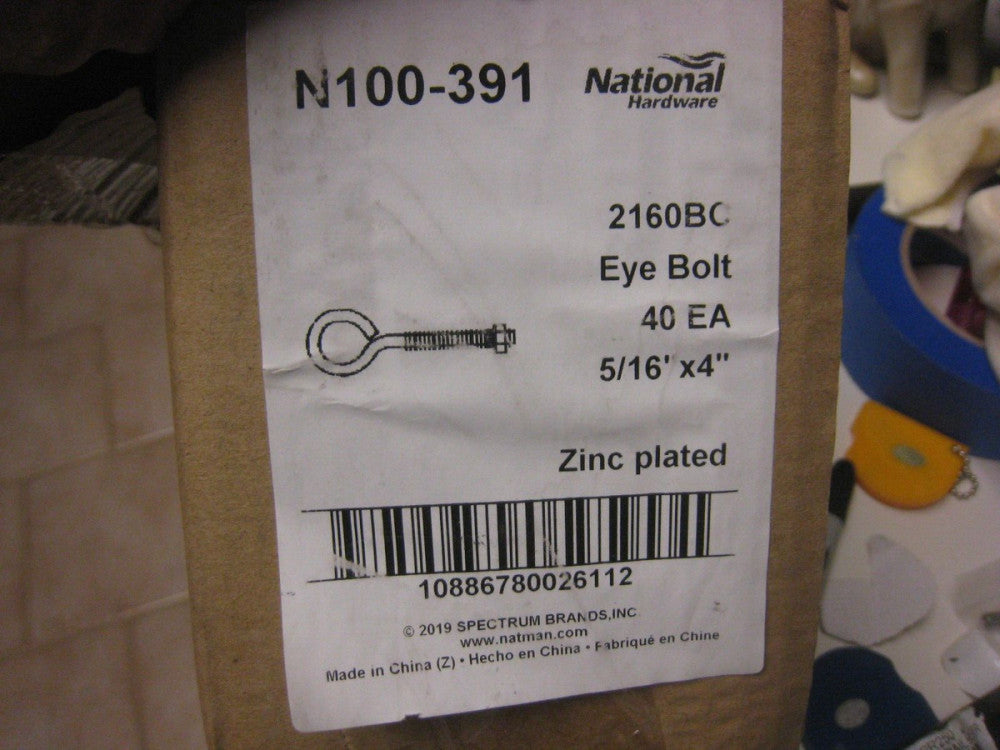 N100-391
National
Hardware
2160BC
Eye Bolt
40 EA
5/16' x4"
Zinc plated
10886780026112
© 2019 SPECTRUM BRANDS,INC
www.natman.com
Made in China (Z) • Hecho en China • Fabriqué en Chine